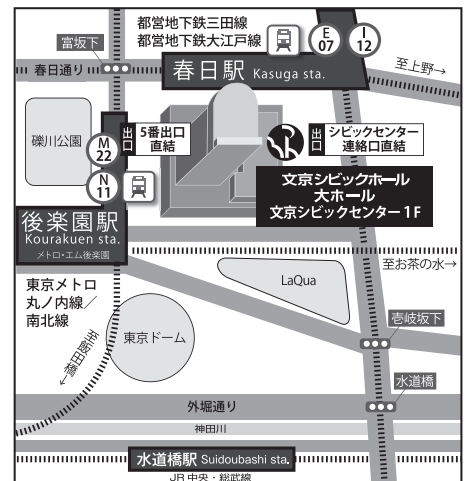 都営地下鉄三田線
都営地下鉄大江戸線
E
07
I
12
富坂下
春日通り
春日駅 Kasuga sta.
至上野→
礫川公園
M
22
N
11
出口
5番出口
直結
出口
シビックセンター
連絡口直結
文京シビックホール
大ホール
文京シビックセンター1F
後楽園駅
Kourakuen sta.
メトロ・エム後楽園
至お茶の水→
東京メトロ
丸ノ内線／
南北線
LaQua
壱岐坂下
東京ドーム
至飯田橋→
水道橋
外堀通り
神田川
水道橋駅 Suidoubashi sta.
JR中央・総武線